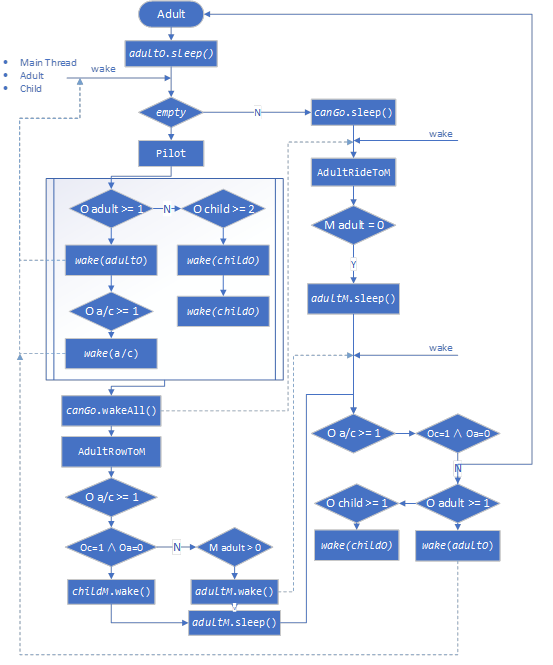 Adult
adultO.sleep()
• Main Thread
• Adult
• Child
wake
empty
N
canGo.sleep()
wake
Pilot
AdultRideToM
O adult >= 1
N
O child >= 2
M adult = 0
wake(adultO)
wake(childO)
Y
adultM.sleep()
O a/c >= 1
wake(childO)
wake(a/c)
wake
canGo.wakeAll()
O a/c >= 1
Oc=1 ∧ Oa=0
AdultRowToM
N
O a/c >= 1
O child >= 1
O adult >= 1
Oc=1 ∧ Oa=0
N
M adult > 0
wake(childO)
wake(adultO)
childM.wake()
adultM.wake()
adultM.sleep()